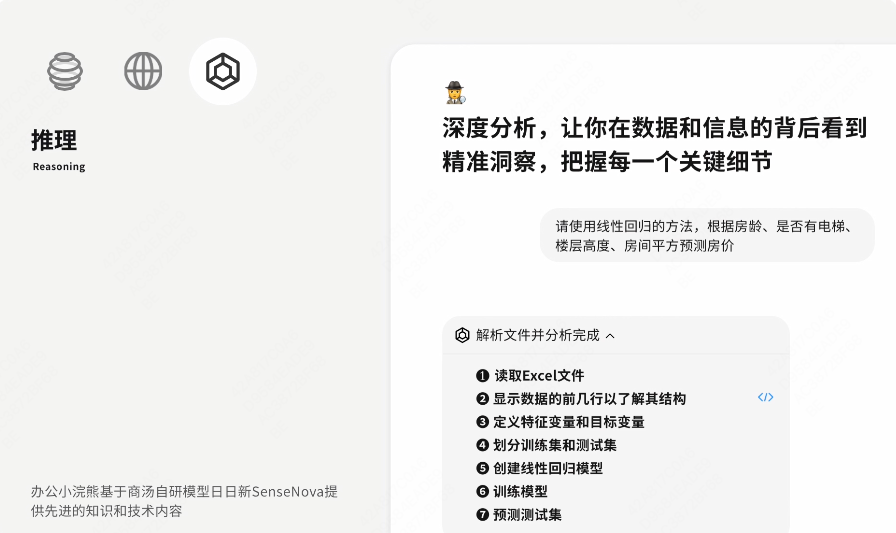 推理
Reasoning
办公小浣熊基于商汤自研模型日日新SenseNova提
供先进的知识和技术内容
深度分析，让你在数据和信息的背后看到
精准洞察，把握每一个关键细节
请使用线性回归的方法，根据房龄、是否有电梯、
楼层高度、房间平方预测房价
解析文件并分析完成
❶ 读取Excel文件
❷ 显示数据的前几行以了解其结构
</>
❸ 定义特征变量和目标变量
❹ 划分训练集和测试集
❺ 创建线性回归模型
❻ 训练模型
❼ 预测测试集